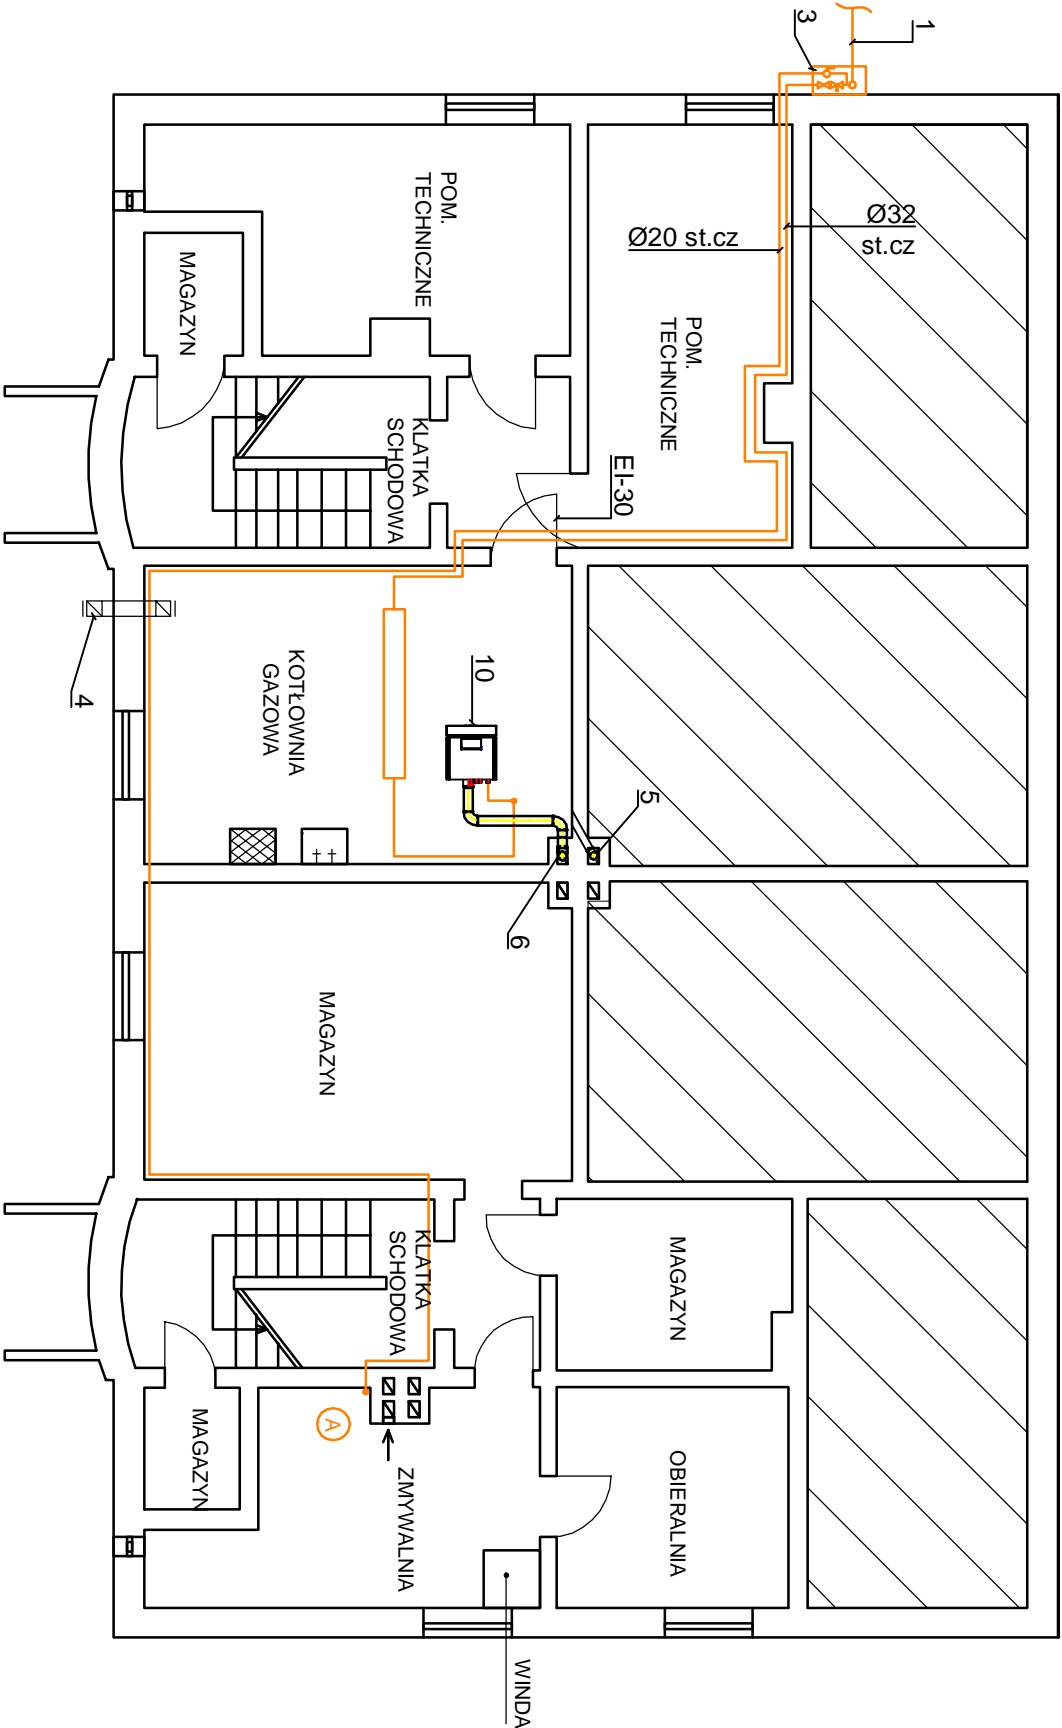 1
3
Ø32
st.cz
Ø20 st.cz
POM.
TECHNICZNE
MAGAZYN
POM.
TECHNICZNE
KLATKA
SCHODOWA
EI-30
4
KOTŁOWNIA
GAZOWA
10
5
6
MAGAZYN
KLATKA
SCHODOWA
MAGAZYN
A
MAGAZYN
ZMYWALNIA
OBIERALNIA
WINDA